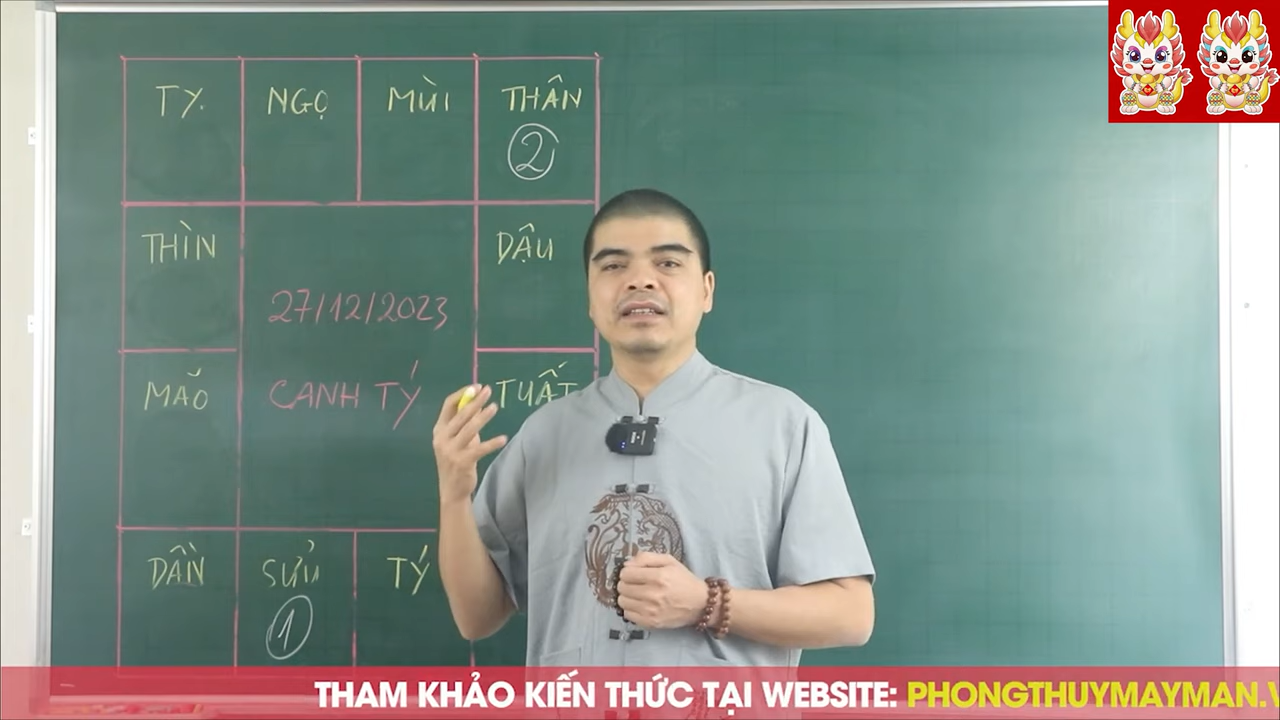 TY. NGỌ MÙI THÂN
2
THÌN DẬU
27/12/2023
MÃO CANH TÝ TUẤT
DẦN SỬU TÝ
1
THAM KHẢO KIẾN THỨC TẠI WEBSITE: PHONGTHUYMAYMAN.V